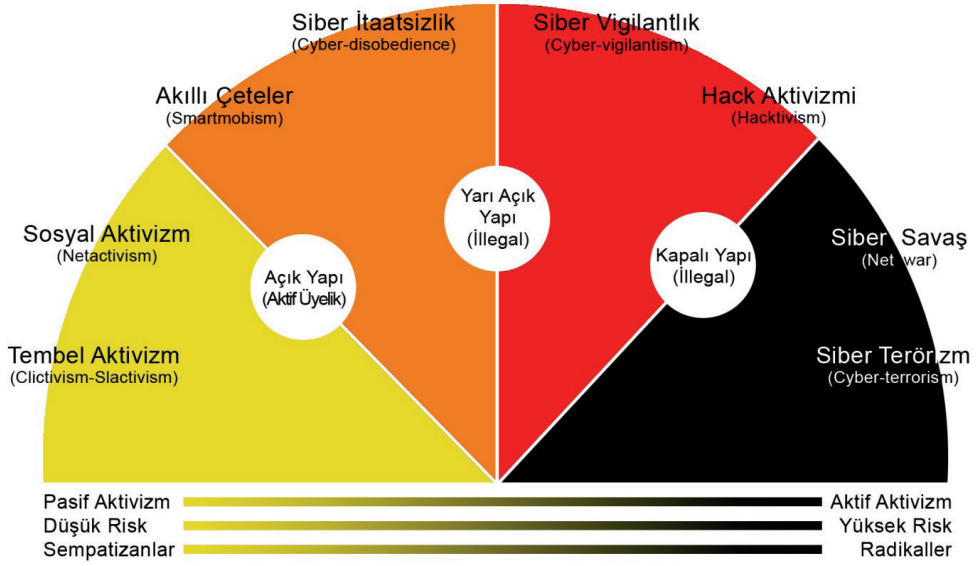 Siber İtaatsizlik
(Cyber-disobedience)
Siber Vigilantlık
(Cyber-vigilantism)
Akıllı Çeteler
(Smartmobism)
Hack Aktivizmi
(Hacktivism)
Yarı Açık
Yapı
(İllegal)
Sosyal Aktivizm
(Netactivism)
Açık Yapı
(Aktif Üyelik)
Kapalı Yapı
(İllegal)
Siber Savaş
(Net war)
Tembel Aktivizm
(Clictivism-Slactivism)
Siber Terörizm
(Cyber-terrorism)
Pasif Aktivizm
Aktif Aktivizm
Düşük Risk
Yüksek Risk
Sempatizanlar
Radikaller